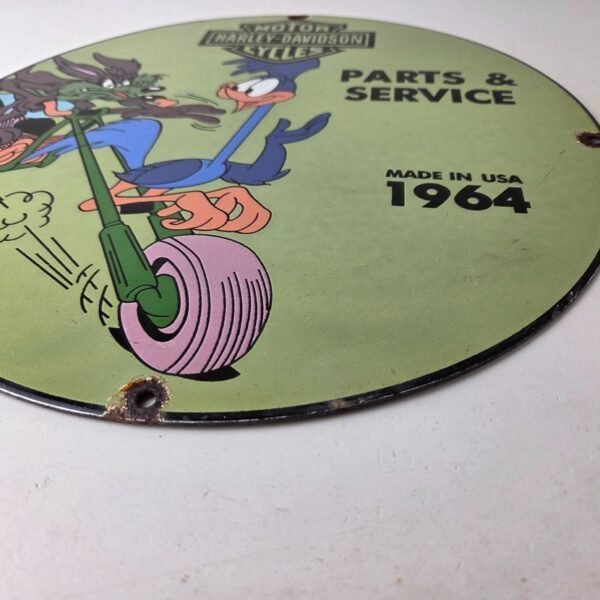 MOTOR
HARLEY-DAVIDSON
CYCLES
PARTS &
SERVICE
MADE IN USA
1964